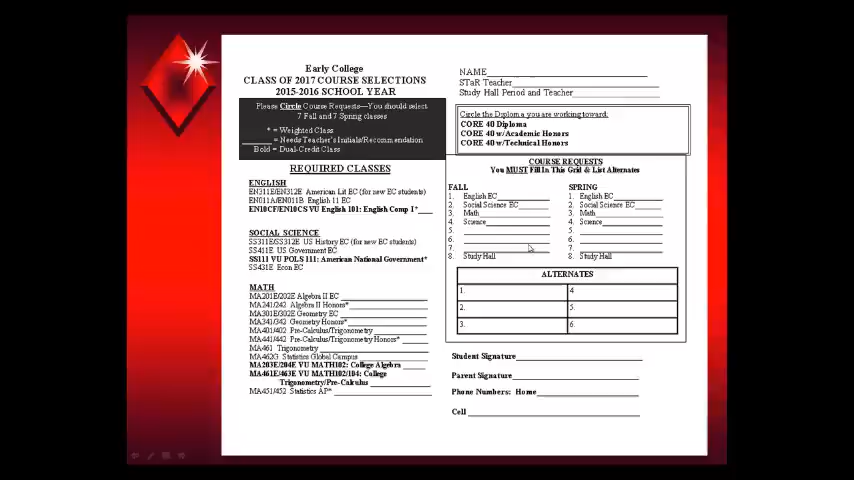 Early College
CLASS OF 2017 COURSE SELECTIONS
2015-2016 SCHOOL YEAR
Please Circle Course Requests—You should select
7 Fall and 7 Spring classes
* = Weighted Class
______ = Needs Teacher's Initials/Recommendation
Bold = Dual-Credit Class
REQUIRED CLASSES
ENGLISH
EN311E/EN312E American Lit EC (for new EC students)
EN011A/EN011B English 11 EC
EN10CF/EN10CS VU English 101: English Comp I*____
SOCIAL SCIENCE
SS311E/SS312E US History EC (for new EC students)
SS411E US Government EC
SS111 VU POLS 111: American National Government*
SS431E Econ EC
MATH
MA201E/202E Algebra II EC
MA241/242 Algebra II Honors*
MA301E/302E Geometry EC
MA341/342 Geometry Honors*
MA401/402 Pre-Calculus/Trigonometry
MA441/442 Pre-Calculus/Trigonometry Honors*
MA461 Trigonometry
MA462G Statistics Global Campus
MA203E/204E VU MATH102: College Algebra
MA461E/463E VU MATH102/104: College
Trigonometry/Pre-Calculus
MA451/452 Statistics AP*
NAME
STaR Teacher
Study Hall Period and Teacher
Circle the Diploma you are working toward:
CORE 40 Diploma
CORE 40 w/Academic Honors
CORE 40 w/Technical Honors
COURSE REQUESTS
You MUST Fill In This Grid & List Alternates
FALL
1. English EC
2. Social Science EC
3. Math
4. Science
5.
6.
7.
8. Study Hall
SPRING
1. English EC
2. Social Science EC
3. Math
4. Science
5.
6.
7.
8. Study Hall
ALTERNATES
1. 4.
2. 5.
3. 6.
Student Signature
Parent Signature
Phone Numbers: Home
Cell